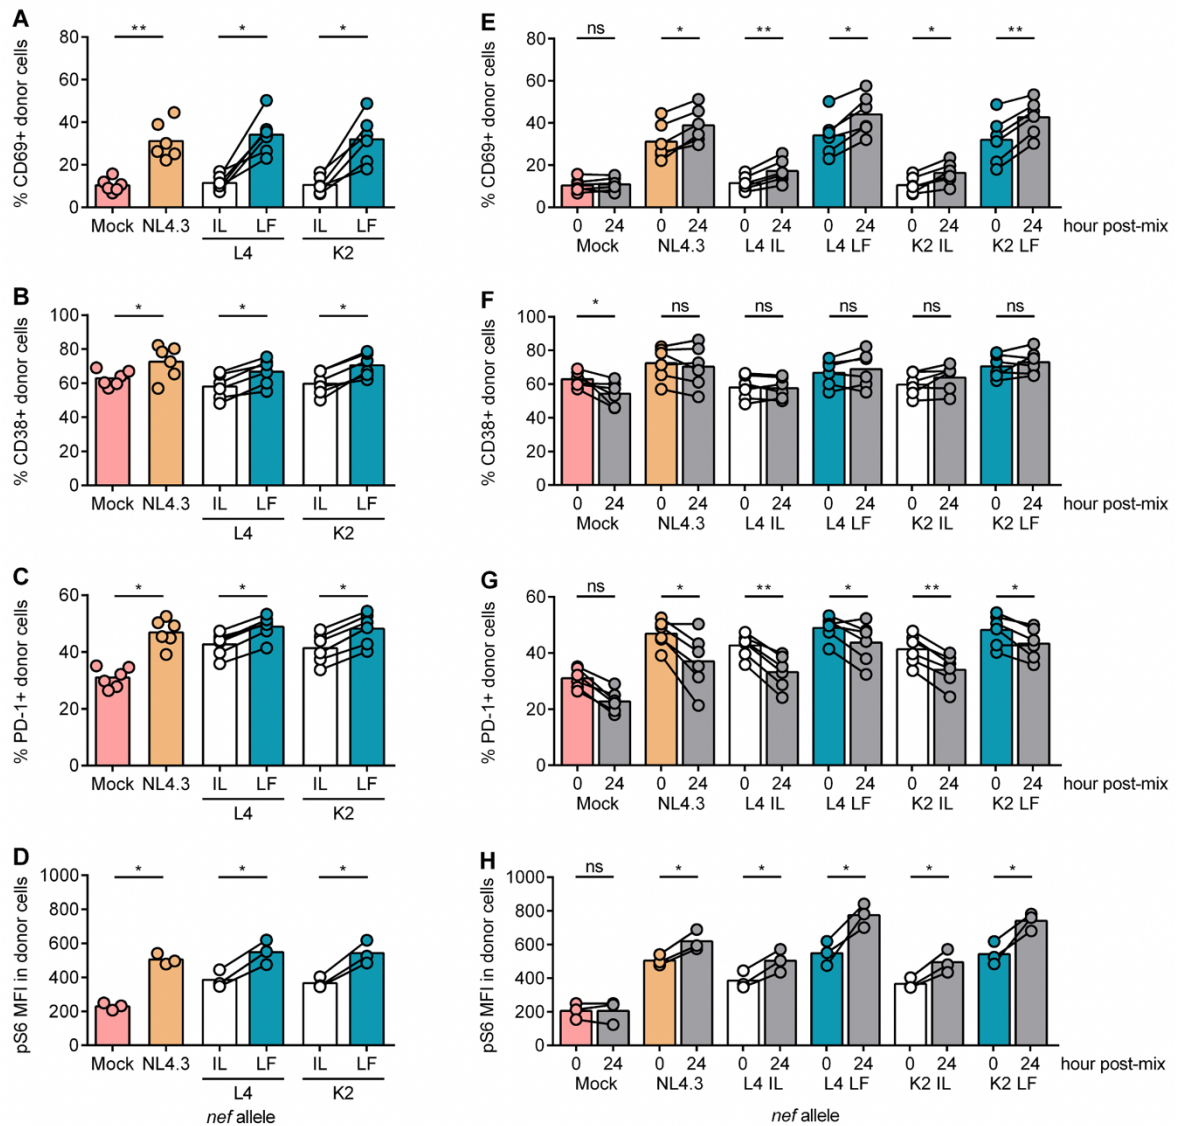 A
% CD69+ donor cells
80
60
40
20
0
** * *
Mock NL4.3 IL LF IL LF
L4 K2
E
% CD69+ donor cells
80
60
40
20
0
ns * ** * * **
0 24 0 24 0 24 0 24 0 24 0 24 hour post-mix
Mock NL4.3 L4 IL L4 LF K2 IL K2 LF
B
% CD38+ donor cells
100
80
60
40
20
0
* * *
Mock NL4.3 IL LF IL LF
L4 K2
F
% CD38+ donor cells
100
80
60
40
20
0
* ns ns ns ns ns
0 24 0 24 0 24 0 24 0 24 0 24 hour post-mix
Mock NL4.3 L4 IL L4 LF K2 IL K2 LF
C
% PD-1+ donor cells
60
40
20
0
* * *
Mock NL4.3 IL LF IL LF
L4 K2
G
% PD-1+ donor cells
60
40
20
0
ns * ** * ** *
0 24 0 24 0 24 0 24 0 24 0 24 hour post-mix
Mock NL4.3 L4 IL L4 LF K2 IL K2 LF
D
pS6 MFI in donor cells
1000
800
600
400
200
0
* * *
Mock NL4.3 IL LF IL LF
L4 K2
nef allele
H
pS6 MFI in donor cells
1000
800
600
400
200
0
ns * * * * *
0 24 0 24 0 24 0 24 0 24 0 24 hour post-mix
Mock NL4.3 L4 IL L4 LF K2 IL K2 LF
nef allele